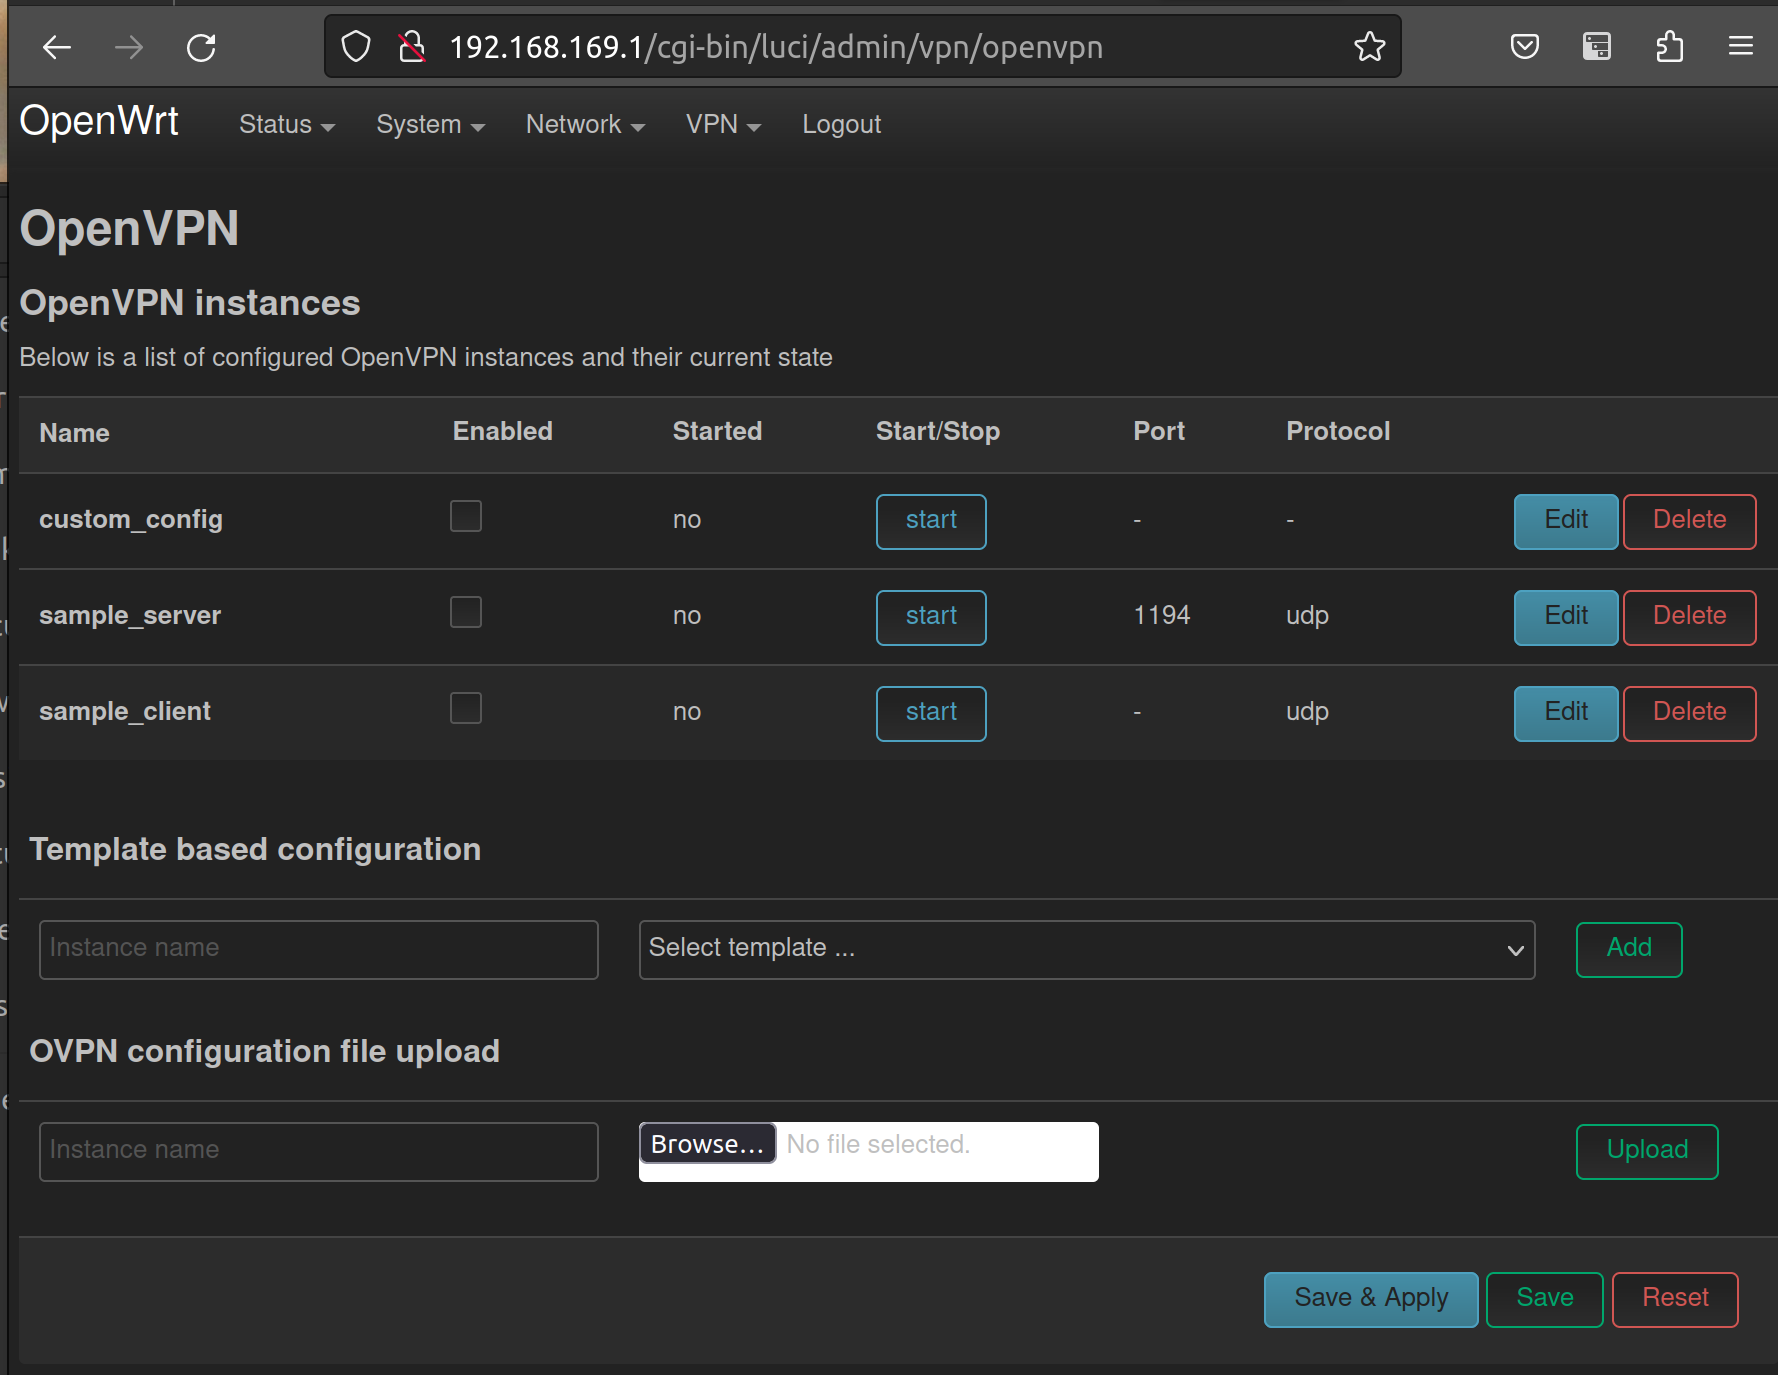 192.168.169.1/cgi-bin/luci/admin/vpn/openvpn
OpenWrt Status System Network VPN Logout
OpenVPN
OpenVPN instances
Below is a list of configured OpenVPN instances and their current state
Name Enabled Started Start/Stop Port Protocol
custom_config no start - - Edit Delete
sample_server no start 1194 udp Edit Delete
sample_client no start - udp Edit Delete
Template based configuration
Instance name Select template ... Add
OVPN configuration file upload
Instance name Browse... No file selected. Upload
Save & Apply Save Reset